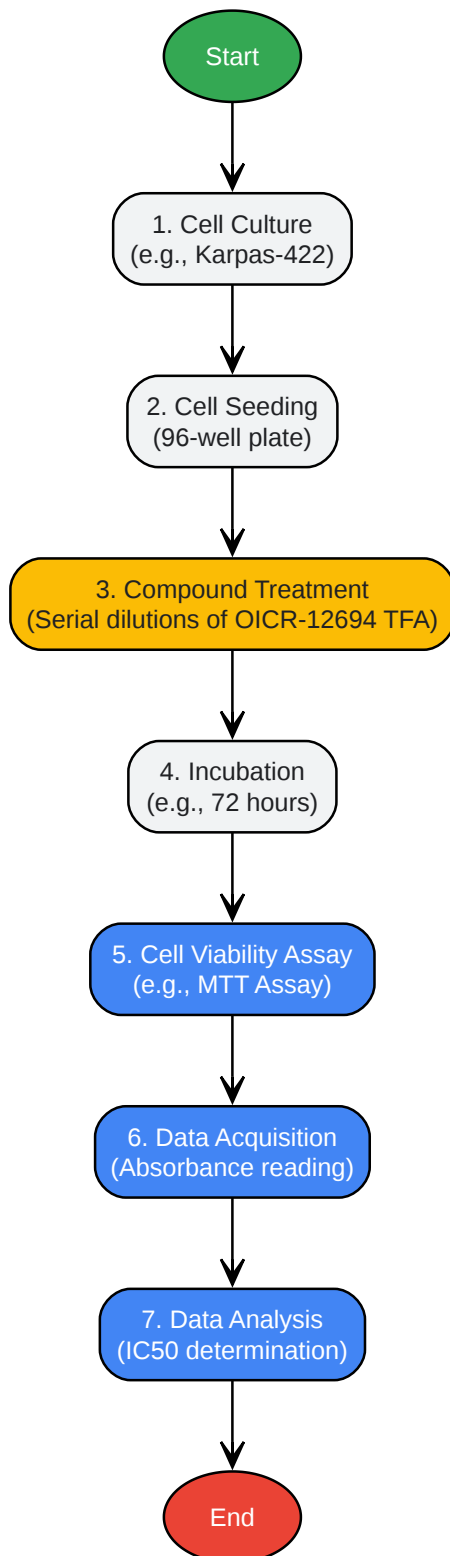 Start
1. Cell Culture
(e.g., Karpas-422)
2. Cell Seeding
(96-well plate)
3. Compound Treatment
(Serial dilutions of OICR-12694 TFA)
4. Incubation
(e.g., 72 hours)
5. Cell Viability Assay
(e.g., MTT Assay)
6. Data Acquisition
(Absorbance reading)
7. Data Analysis
(IC50 determination)
End